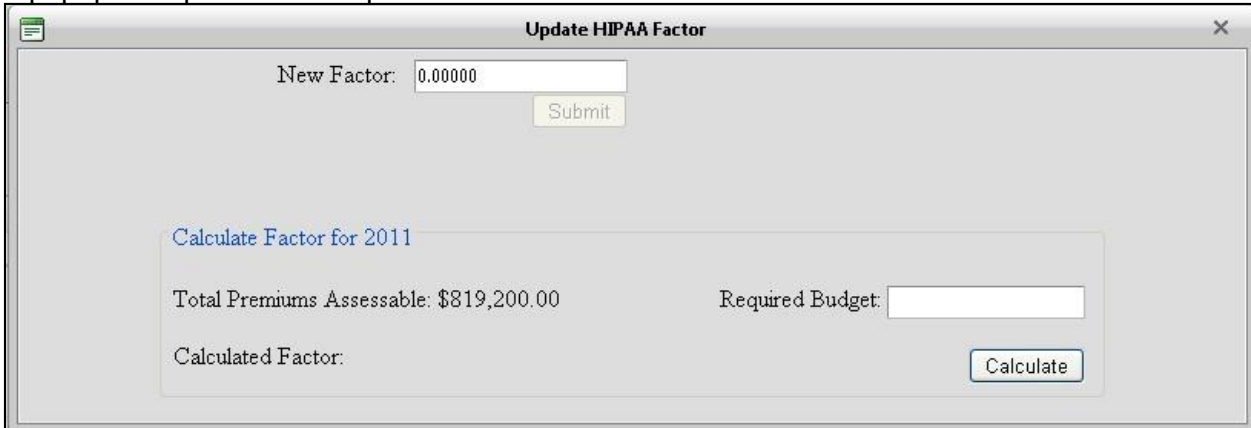 Update HIPAA Factor
New Factor: 0.00000
Submit
Calculate Factor for 2011
Total Premiums Assessable: $819,200.00 Required Budget:
Calculated Factor: Calculate